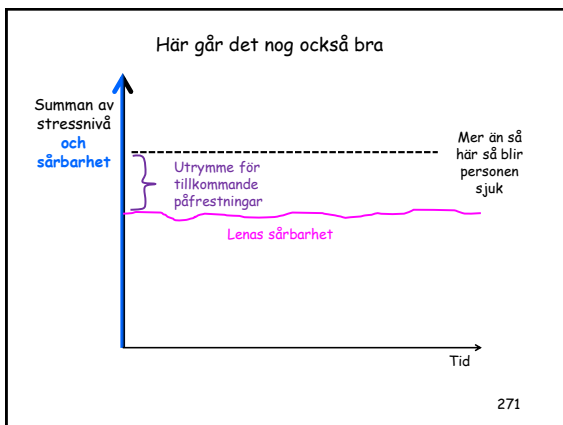 Här går det nog också bra
Summan av
stressnivå
och
sårbarhet
Mer än så
här så blir
personen
sjuk
Utrymme för
tillkommande
påfrestningar
Lenas sårbarhet
Tid
271